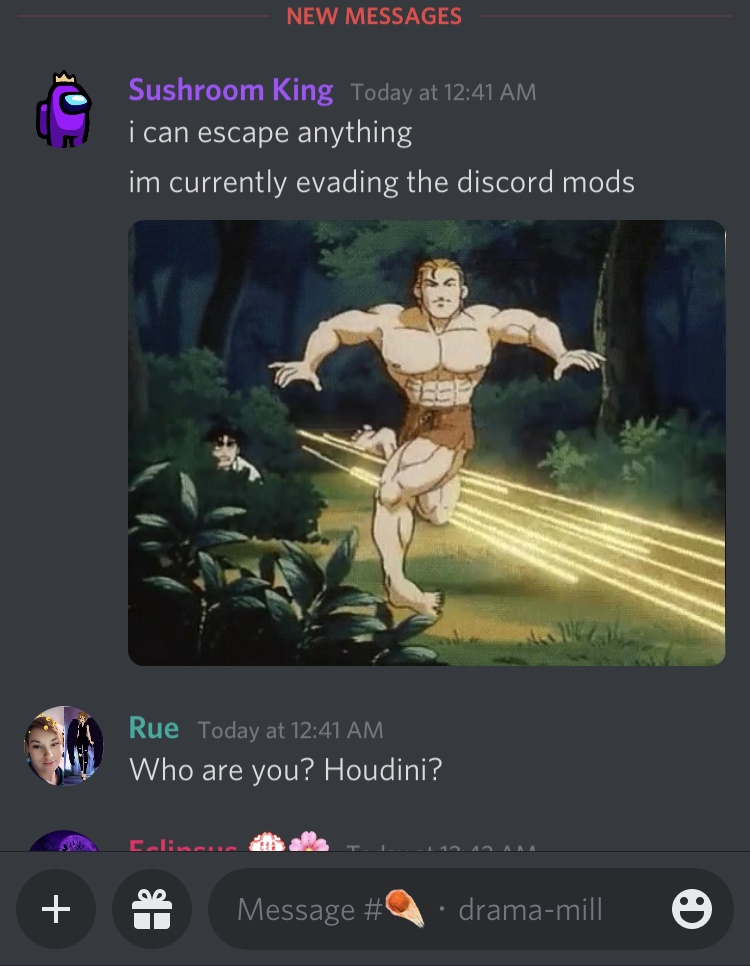 NEW MESSAGES
Sushroom King Today at 12:41 AM
i can escape anything
im currently evading the discord mods
Rue Today at 12:41 AM
Who are you? Houdini?
Message #☄️ · drama-mill